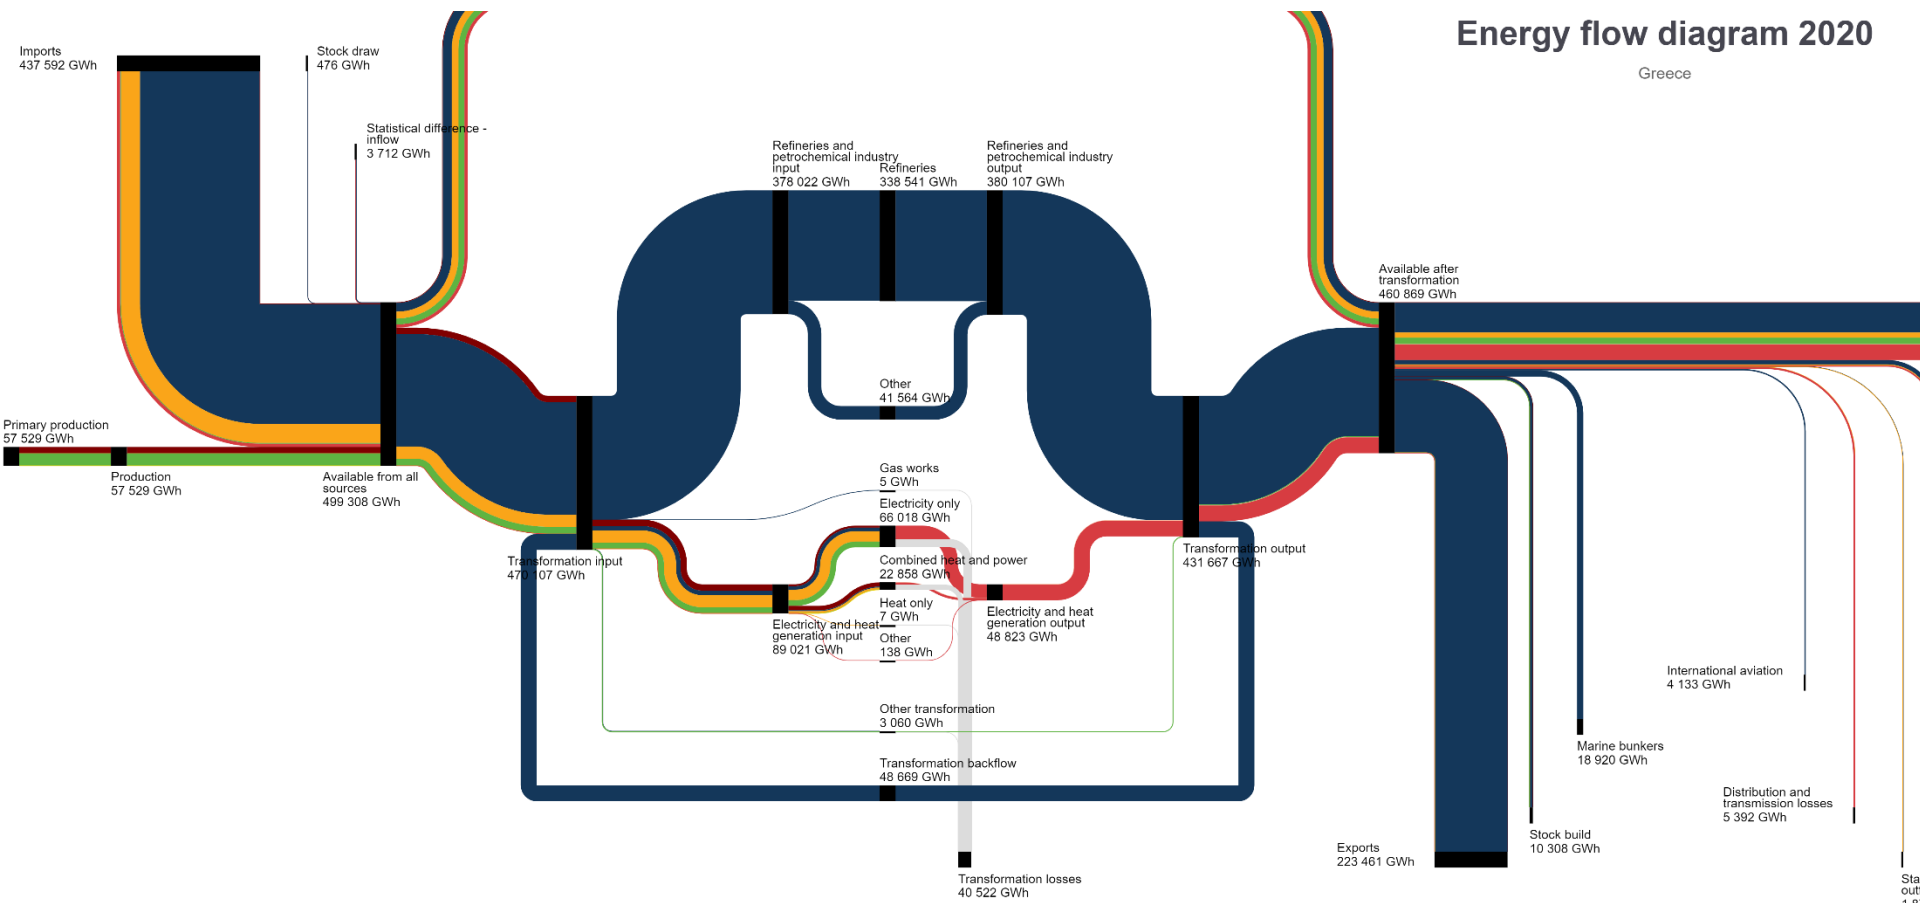 Energy flow diagram 2020
Greece
Imports
437 592 GWh
Stock draw
476 GWh
Statistical difference -
inflow
3 712 GWh
Refineries and
petrochemical industry
input
378 022 GWh
Refineries
338 541 GWh
Refineries and
petrochemical industry
output
380 107 GWh
Available after
transformation
460 869 GWh
Other
41 564 GWh
Primary production
57 529 GWh
Production
57 529 GWh
Available from all
sources
499 308 GWh
Gas works
5 GWh
Electricity only
66 018 GWh
Transformation input
470 107 GWh
Combined heat and power
22 858 GWh
Transformation output
431 667 GWh
Heat only
7 GWh
Electricity and heat
generation input
89 021 GWh
Electricity and heat
generation output
48 823 GWh
Other
138 GWh
International aviation
4 133 GWh
Other transformation
3 060 GWh
Marine bunkers
18 920 GWh
Transformation backflow
48 669 GWh
Distribution and
transmission losses
5 392 GWh
Stock build
10 308 GWh
Exports
223 461 GWh
Transformation losses
40 522 GWh